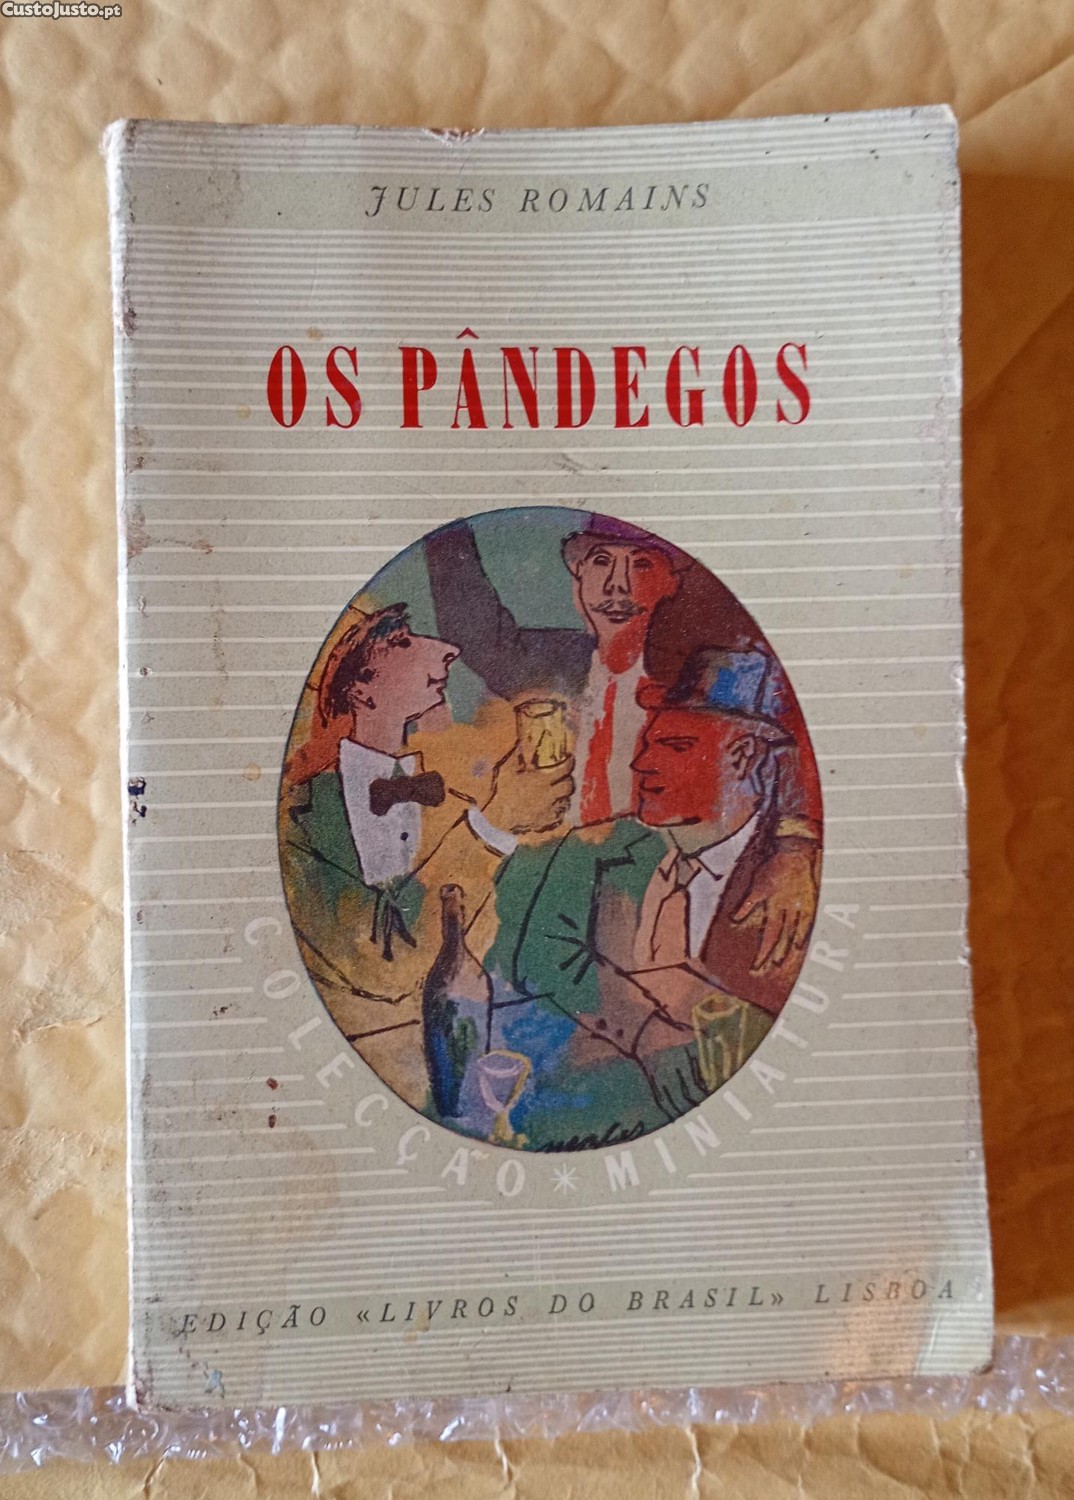 CustoJusto.pt
JULES ROMAINS
OS PÂNDEGOS
COLECÇÃO * MINIATURA
EDIÇÃO «LIVROS DO BRASIL» LISBOA